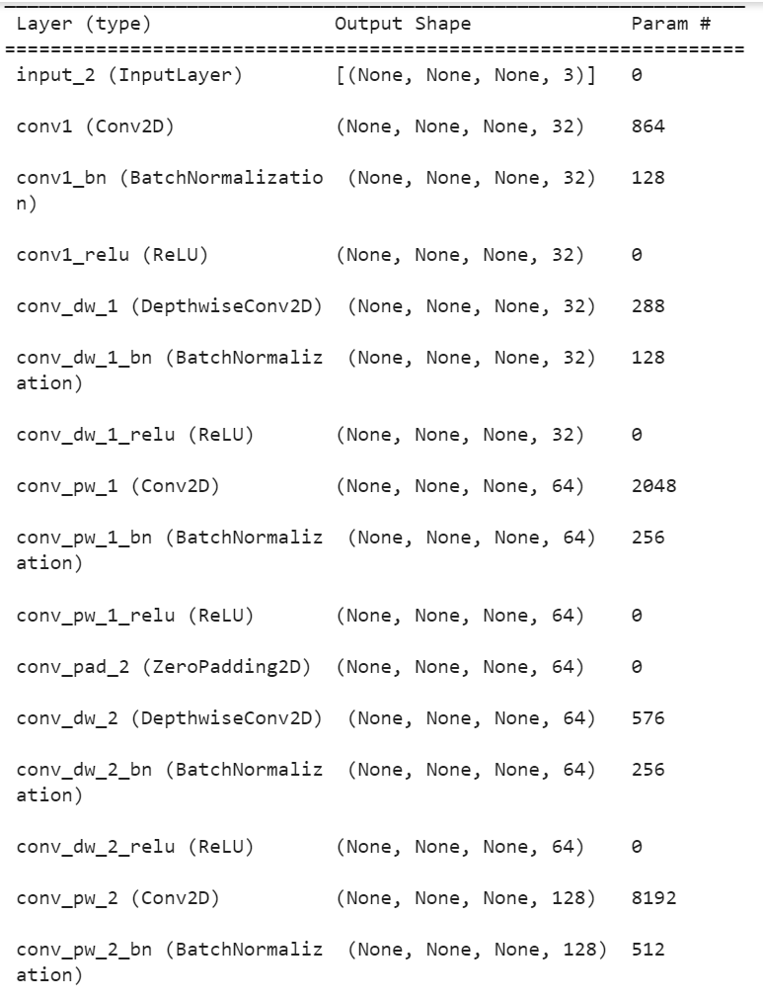 Layer (type) Output Shape Param #
=================================================================
input_2 (InputLayer) [(None, None, None, 3)] 0
conv1 (Conv2D) (None, None, None, 32) 864
conv1_bn (BatchNormalizatio (None, None, None, 32) 128
n)
conv1_relu (ReLU) (None, None, None, 32) 0
conv_dw_1 (DepthwiseConv2D) (None, None, None, 32) 288
conv_dw_1_bn (BatchNormaliz (None, None, None, 32) 128
ation)
conv_dw_1_relu (ReLU) (None, None, None, 32) 0
conv_pw_1 (Conv2D) (None, None, None, 64) 2048
conv_pw_1_bn (BatchNormaliz (None, None, None, 64) 256
ation)
conv_pw_1_relu (ReLU) (None, None, None, 64) 0
conv_pad_2 (ZeroPadding2D) (None, None, None, 64) 0
conv_dw_2 (DepthwiseConv2D) (None, None, None, 64) 576
conv_dw_2_bn (BatchNormaliz (None, None, None, 64) 256
ation)
conv_dw_2_relu (ReLU) (None, None, None, 64) 0
conv_pw_2 (Conv2D) (None, None, None, 128) 8192
conv_pw_2_bn (BatchNormaliz (None, None, None, 128) 512
ation)